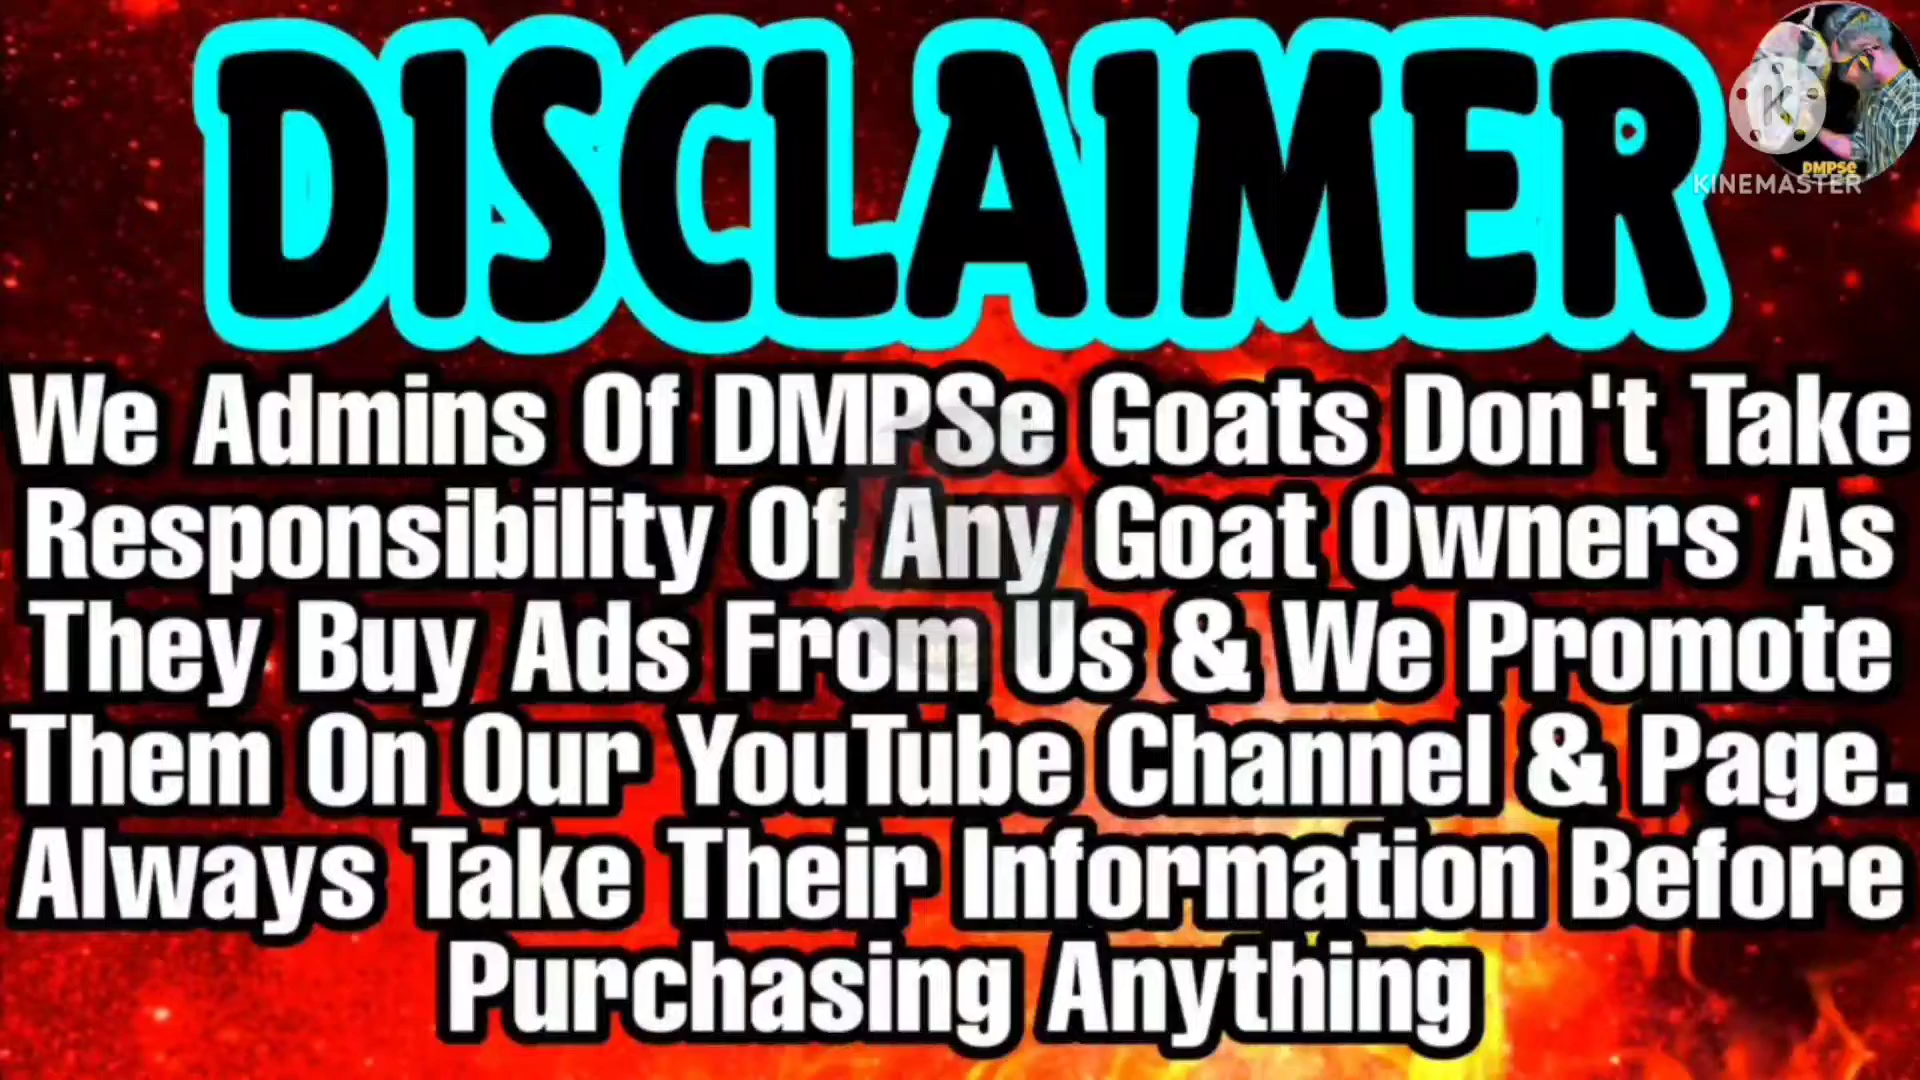 DISCLAIMER
We Admins Of DMPSe Goats Don't Take
Responsibility Of Any Goat Owners As
They Buy Ads From Us & We Promote
Them On Our YouTube Channel & Page.
Always Take Their Information Before
Purchasing Anything
K
DMPSe
KINEMASTER